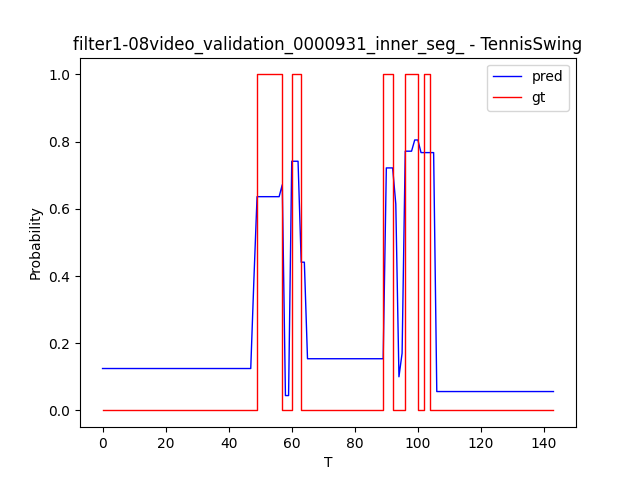 filter1-08video_validation_0000931_inner_seg_ - TennisSwing
pred
gt
1.0
0.8
0.6
0.4
0.2
0.0
Probability
0 20 40 60 80 100 120 140
T